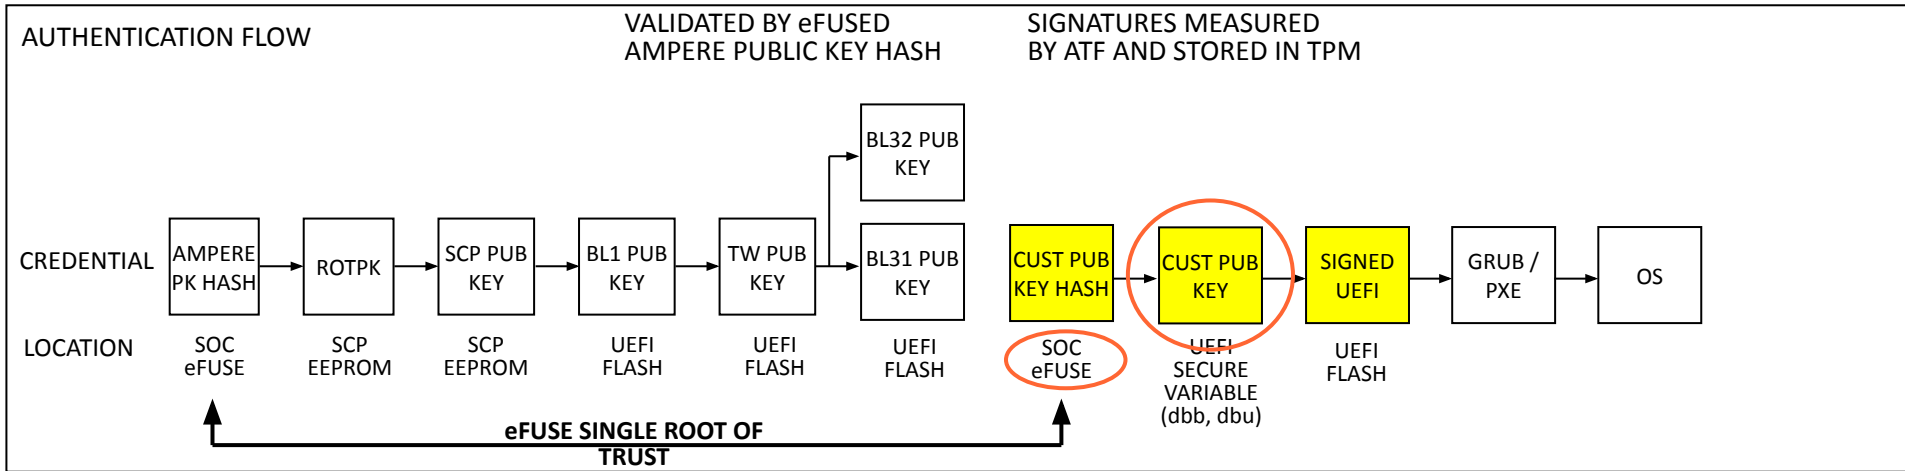 AUTHENTICATION FLOW
VALIDATED BY eFUSED
AMPERE PUBLIC KEY HASH
SIGNATURES MEASURED
BY ATF AND STORED IN TPM
BL32 PUB
KEY
CREDENTIAL
AMPERE
PK HASH
ROTPK
SCP PUB
KEY
BL1 PUB
KEY
TW PUB
KEY
BL31 PUB
KEY
CUST PUB
KEY HASH
CUST PUB
KEY
SIGNED
UEFI
GRUB /
PXE
OS
LOCATION
SOC
eFUSE
SCP
EEPROM
SCP
EEPROM
UEFI
FLASH
UEFI
FLASH
UEFI
FLASH
SOC
eFUSE
UEFI
SECURE
VARIABLE
(dbb, dbu)
UEFI
FLASH
eFUSE SINGLE ROOT OF
TRUST